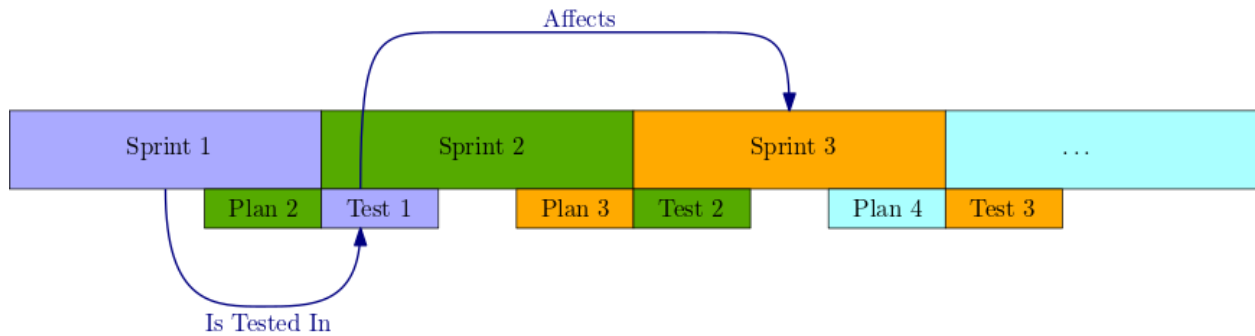 Affects
Sprint 1
Sprint 2
Sprint 3
...
Plan 2
Test 1
Plan 3
Test 2
Plan 4
Test 3
Is Tested In